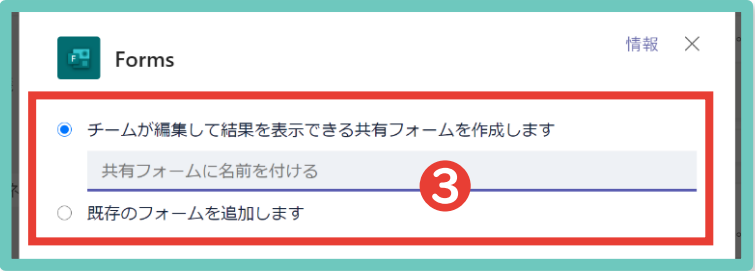 情報
Forms
チームが編集して結果を表示できる共有フォームを作成します
共有フォームに名前を付ける
3
既存のフォームを追加します